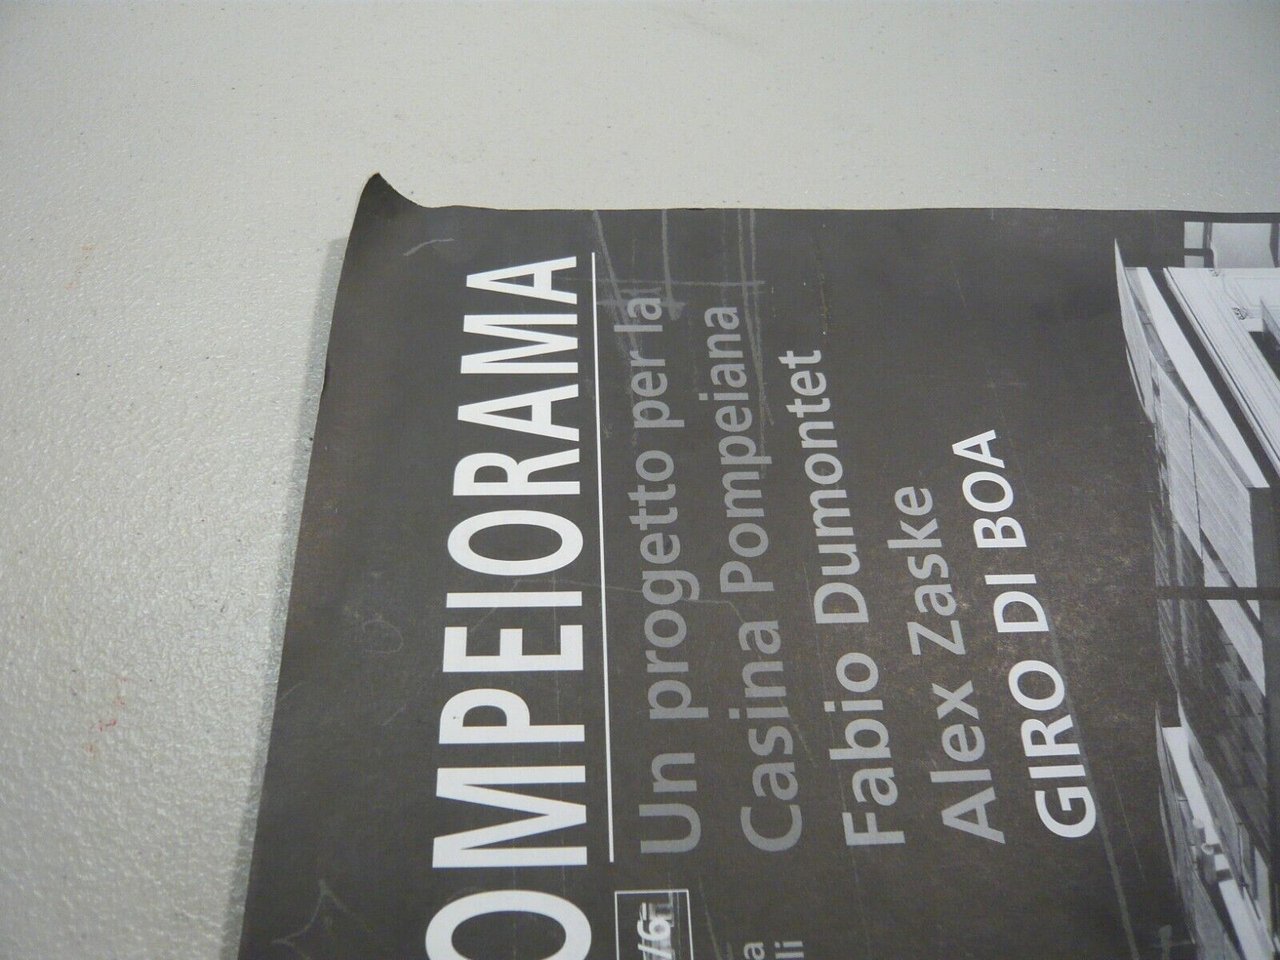 OMPEIORAMA
Un progetto per la
Casina Pompeiana
Fabio Dumontet
Alex Zaske
GIRO DI BOA